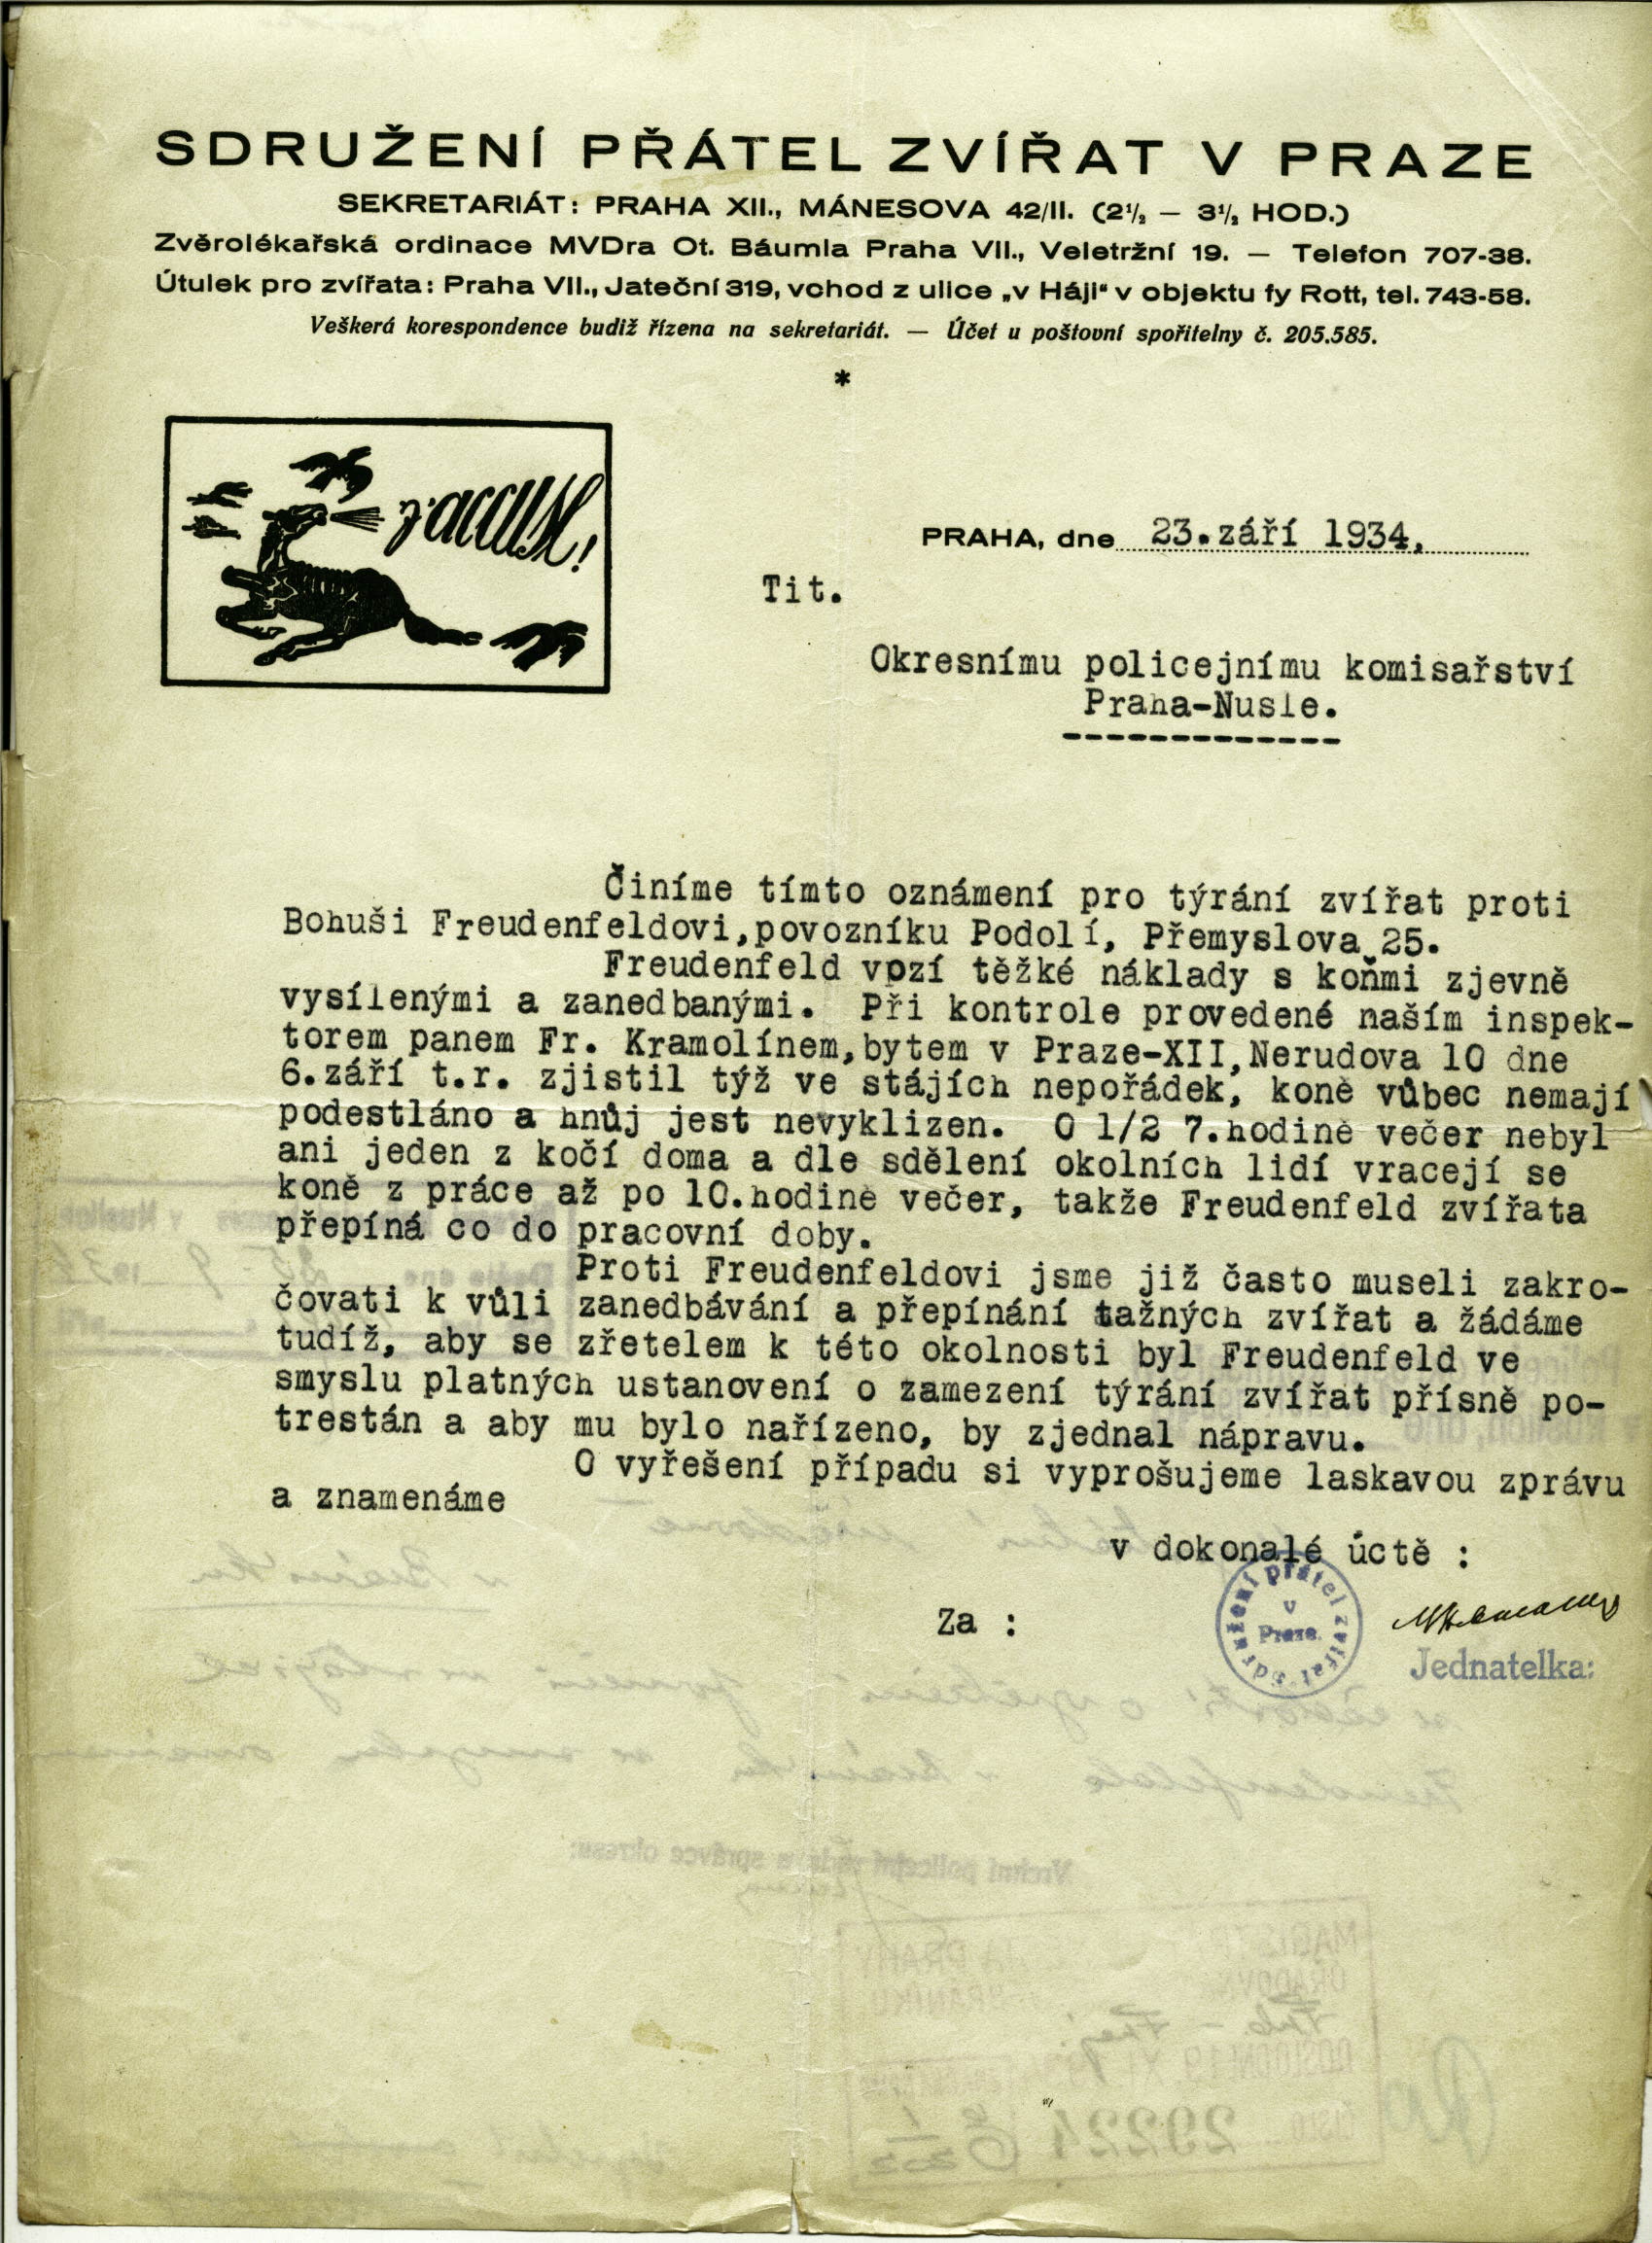 SDRUŽENÍ PŘÁTEL ZVÍŘAT V PRAZE
SEKRETARIÁT: PRAHA XII., MÁNESOVA 42/II. (2½ — 3½ HOD.)
Zvěrolékařská ordinace MVDra Ot. Báumla Praha VII., Veletržní 19. — Telefon 707-38.
Útulek pro zvířata: Praha VII., Jateční 319, vchod z ulice „v Háji“ v objektu fy Rott, tel. 743-58.
Veškerá korespondence budiž řízena na sekretariát. — Účet u poštovní spořitelny č. 205.585.
*
j'accuse!
PRAHA, dne 23.září 1934.
Tit.
Okresnímu policejnímu komisařství
Praha-Nusle.
-------------
Činíme tímto oznámení pro týrání zvířat proti
Bohuši Freudenfeldovi,povozníku Podolí, Přemyslova 25.
Freudenfeld vozí těžké náklady s koňmi zjevně
vysílenými a zanedbanými. Při kontrole provedené naším inspek-
torem panem Fr. Kramolínem,bytem v Praze-XII,Nerudova 10 dne
6.září t.r. zjistil týž ve stájích nepořádek, koně vůbec nemají
podestláno a hnůj jest nevyklizen. O 1/2 7.hodině večer nebyl
ani jeden z kočí doma a dle sdělení okolních lidí vracejí se
koně z práce až po 10.hodině večer, takže Freudenfeld zvířata
přepíná co do pracovní doby.
Proti Freudenfeldovi jsme již často museli zakro-
čovati k vůli zanedbávání a přepínání tažných zvířat a žádáme
tudíž, aby se zřetelem k této okolnosti byl Freudenfeld ve
smyslu platných ustanovení o zamezení týrání zvířat přísně po-
trestán a aby mu bylo nařízeno, by zjednal nápravu.
O vyřešení případu si vyprošujeme laskavou zprávu
a znamenáme
v dokonalé úctě :
Za :
Sdružení přátel zvířat
v
Praze.
Jednatelka: